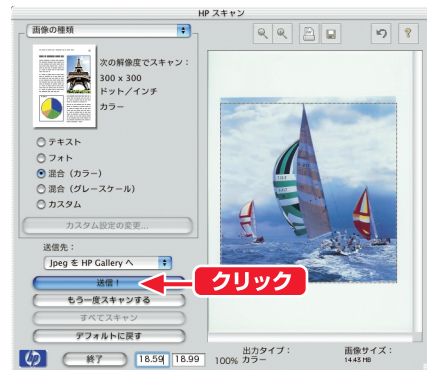 HP スキャン
画像の種類
次の解像度でスキャン：
300 x 300
ドット／インチ
カラー
テキスト
フォト
混合（カラー）
混合（グレースケール）
カスタム
カスタム設定の変更...
送信先：
Jpeg を HP Gallery へ
送信！
クリック
もう一度スキャンする
すべてスキャン
デフォルトに戻す
終了 18.59 18.99
100% 出力タイプ： カラー
画像サイズ： 14.43 MB